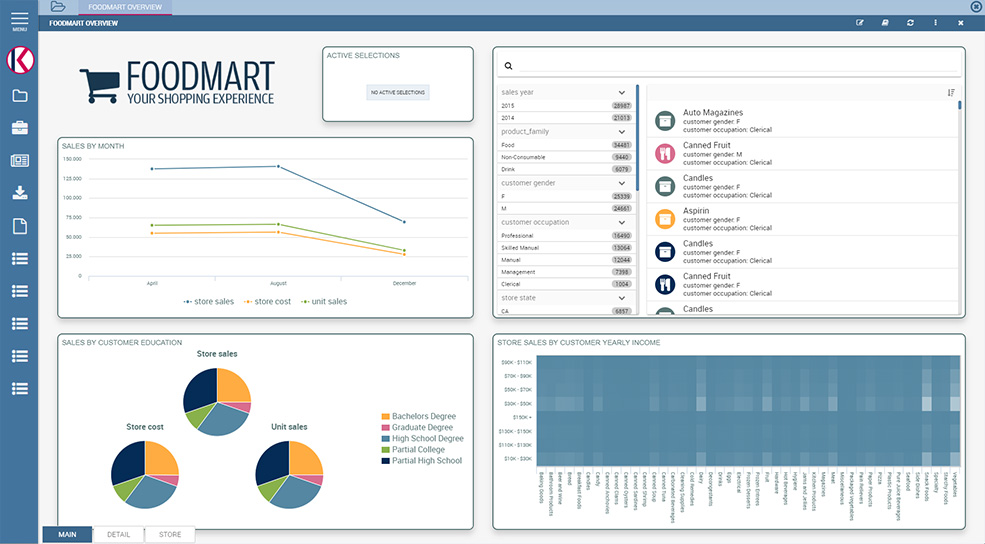 FOODMART OVERVIEW
MENU
FOODMART OVERVIEW
FOODMART
YOUR SHOPPING EXPERIENCE
ACTIVE SELECTIONS
NO ACTIVE SELECTIONS
sales year
2015 28987
2014 21013
product_family
Food 34481
Non-Consumable 9440
Drink 6079
customer gender
F 25339
M 24661
customer occupation
Professional 16490
Skilled Manual 13064
Manual 12044
Management 7398
Clerical 1004
store state
CA 6857
Auto Magazines
customer gender: F
customer occupation: Clerical
Canned Fruit
customer gender: M
customer occupation: Clerical
Candles
customer gender: F
customer occupation: Clerical
Aspirin
customer gender: F
customer occupation: Clerical
Candles
customer gender: F
customer occupation: Clerical
Canned Fruit
customer gender: F
customer occupation: Clerical
Candles
SALES BY MONTH
150.000
125.000
100.000
75.000
50.000
25.000
0
April August December
store sales store cost unit sales
SALES BY CUSTOMER EDUCATION
Store sales
Store cost
Unit sales
Bachelors Degree
Graduate Degree
High School Degree
Partial College
Partial High School
STORE SALES BY CUSTOMER YEARLY INCOME
$90K - $110K
$70K - $90K
$50K - $70K
$30K - $50K
$150K +
$130K - $150K
$110K - $130K
$10K - $30K
Baking Goods
Bathroom Products
Beer and Wine
Bread
Breakfast Foods
Candles
Candy
Canned Anchovies
Canned Clams
Canned Oysters
Canned Sardines
Canned Shrimp
Canned Soup
Canned Tuna
Carbonated Beverages
Cleaning Supplies
Cold Remedies
Dairy
Decongestants
Drinks
Eggs
Electrical
Frozen Desserts
Frozen Entrees
Fruit
Hardware
Hot Beverages
Hygiene
Jams and Jellies
Kitchen Products
Magazines
Meat
Miscellaneous
Packaged Vegetables
Pain Relievers
Paper Products
Pizza
Plastic Products
Pure Juice Beverages
Seafood
Side Dishes
Snack Foods
Specialty
Starchy Foods
Vegetables
MAIN DETAIL STORE